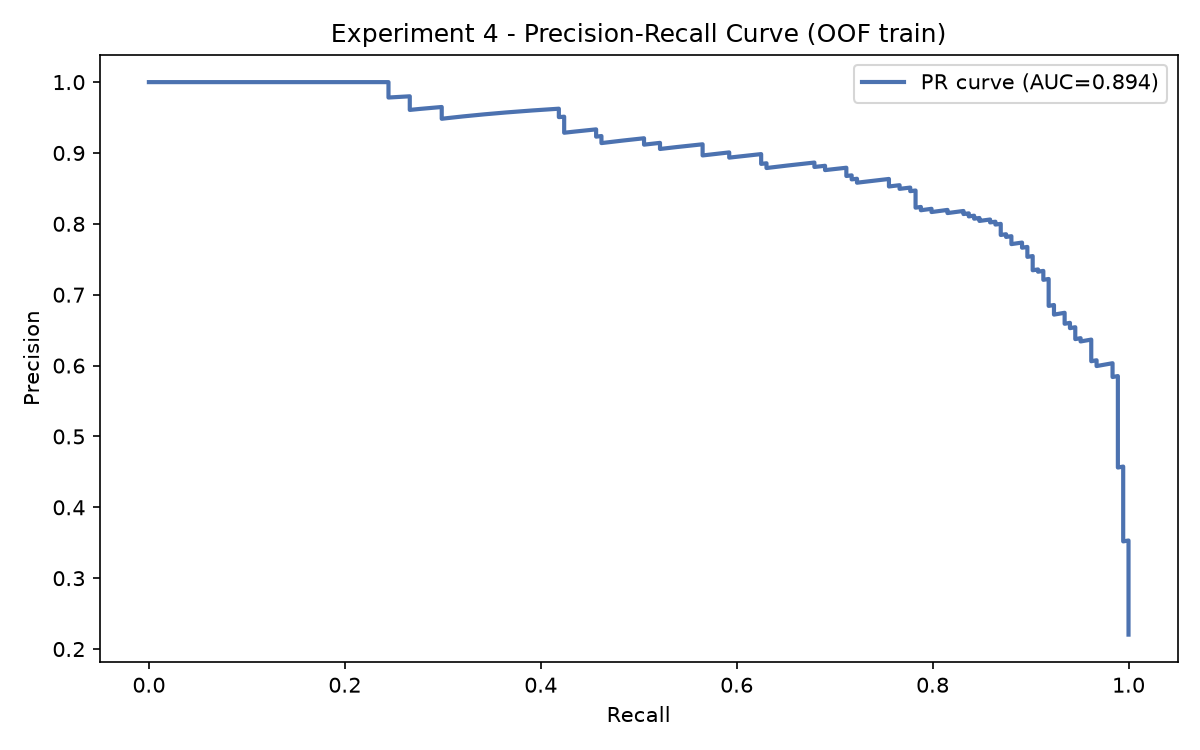 Experiment 4 - Precision-Recall Curve (OOF train)
PR curve (AUC=0.894)
1.0
0.9
0.8
0.7
0.6
0.5
0.4
0.3
0.2
Precision
0.0 0.2 0.4 0.6 0.8 1.0
Recall